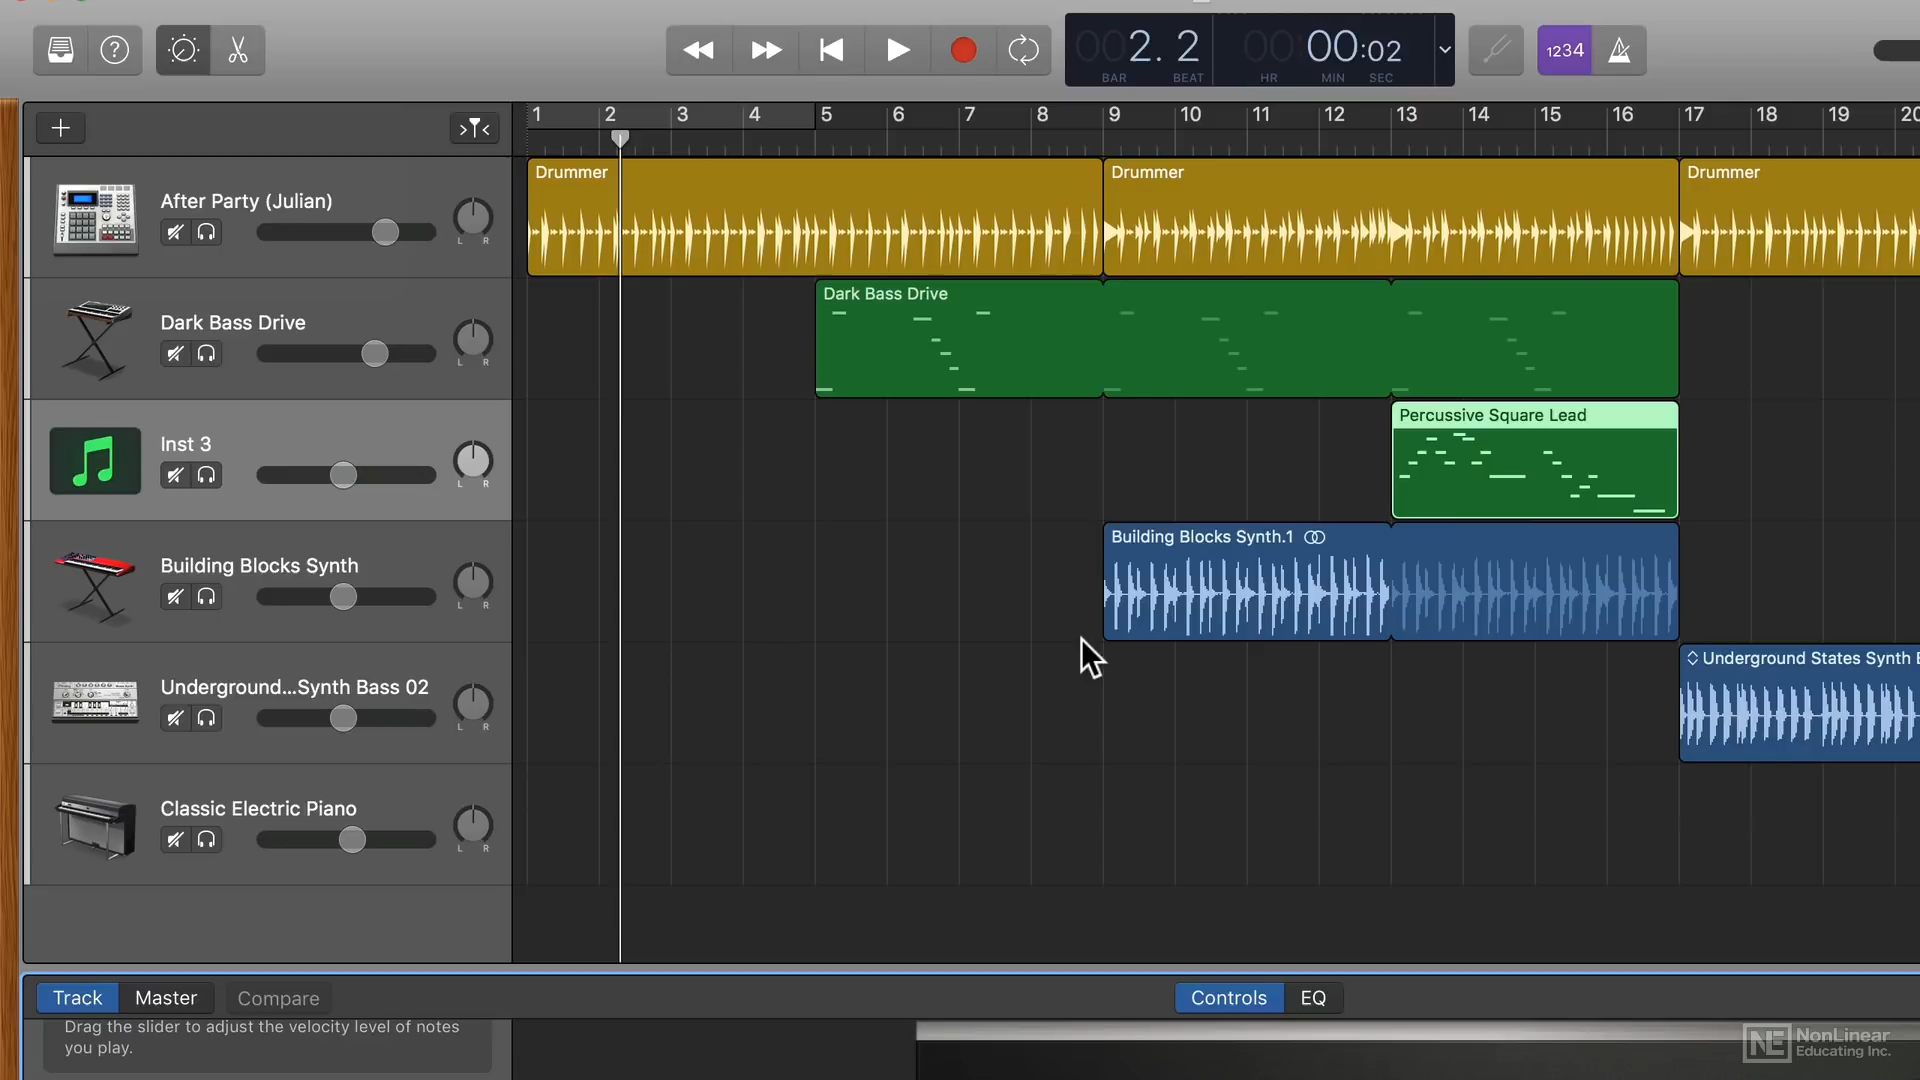 002. 2
00 00:02
BAR BEAT HR MIN SEC
1234
1 2 3 4 5 6 7 8 9 10 11 12 13 14 15 16 17 18 19 20
After Party (Julian)
L R
Drummer
Drummer
Drummer
Dark Bass Drive
L R
Dark Bass Drive
Inst 3
L R
Percussive Square Lead
Building Blocks Synth
L R
Building Blocks Synth.1
Underground...Synth Bass 02
L R
Underground States Synth B
Classic Electric Piano
L R
Track Master Compare
Controls EQ
Drag the slider to adjust the velocity level of notes
you play.
NE NonLinear
Educating Inc.